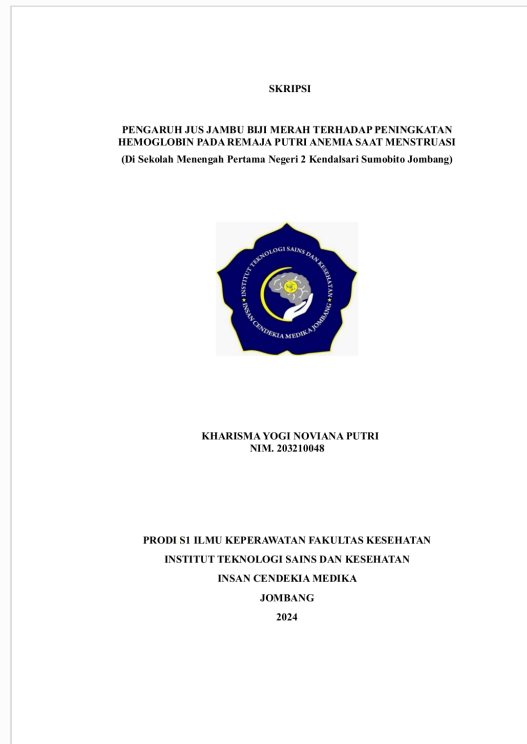 SKRIPSI
PENGARUH JUS JAMBU BIJI MERAH TERHADAP PENINGKATAN
HEMOGLOBIN PADA REMAJA PUTRI ANEMIA SAAT MENSTRUASI
(Di Sekolah Menengah Pertama Negeri 2 Kendalsari Sumobito Jombang)
INSTITUT TEKNOLOGI SAINS DAN KESEHATAN
INSAN CENDEKIA MEDIKA JOMBANG
KHARISMA YOGI NOVIANA PUTRI
NIM. 203210048
PRODI S1 ILMU KEPERAWATAN FAKULTAS KESEHATAN
INSTITUT TEKNOLOGI SAINS DAN KESEHATAN
INSAN CENDEKIA MEDIKA
JOMBANG
2024